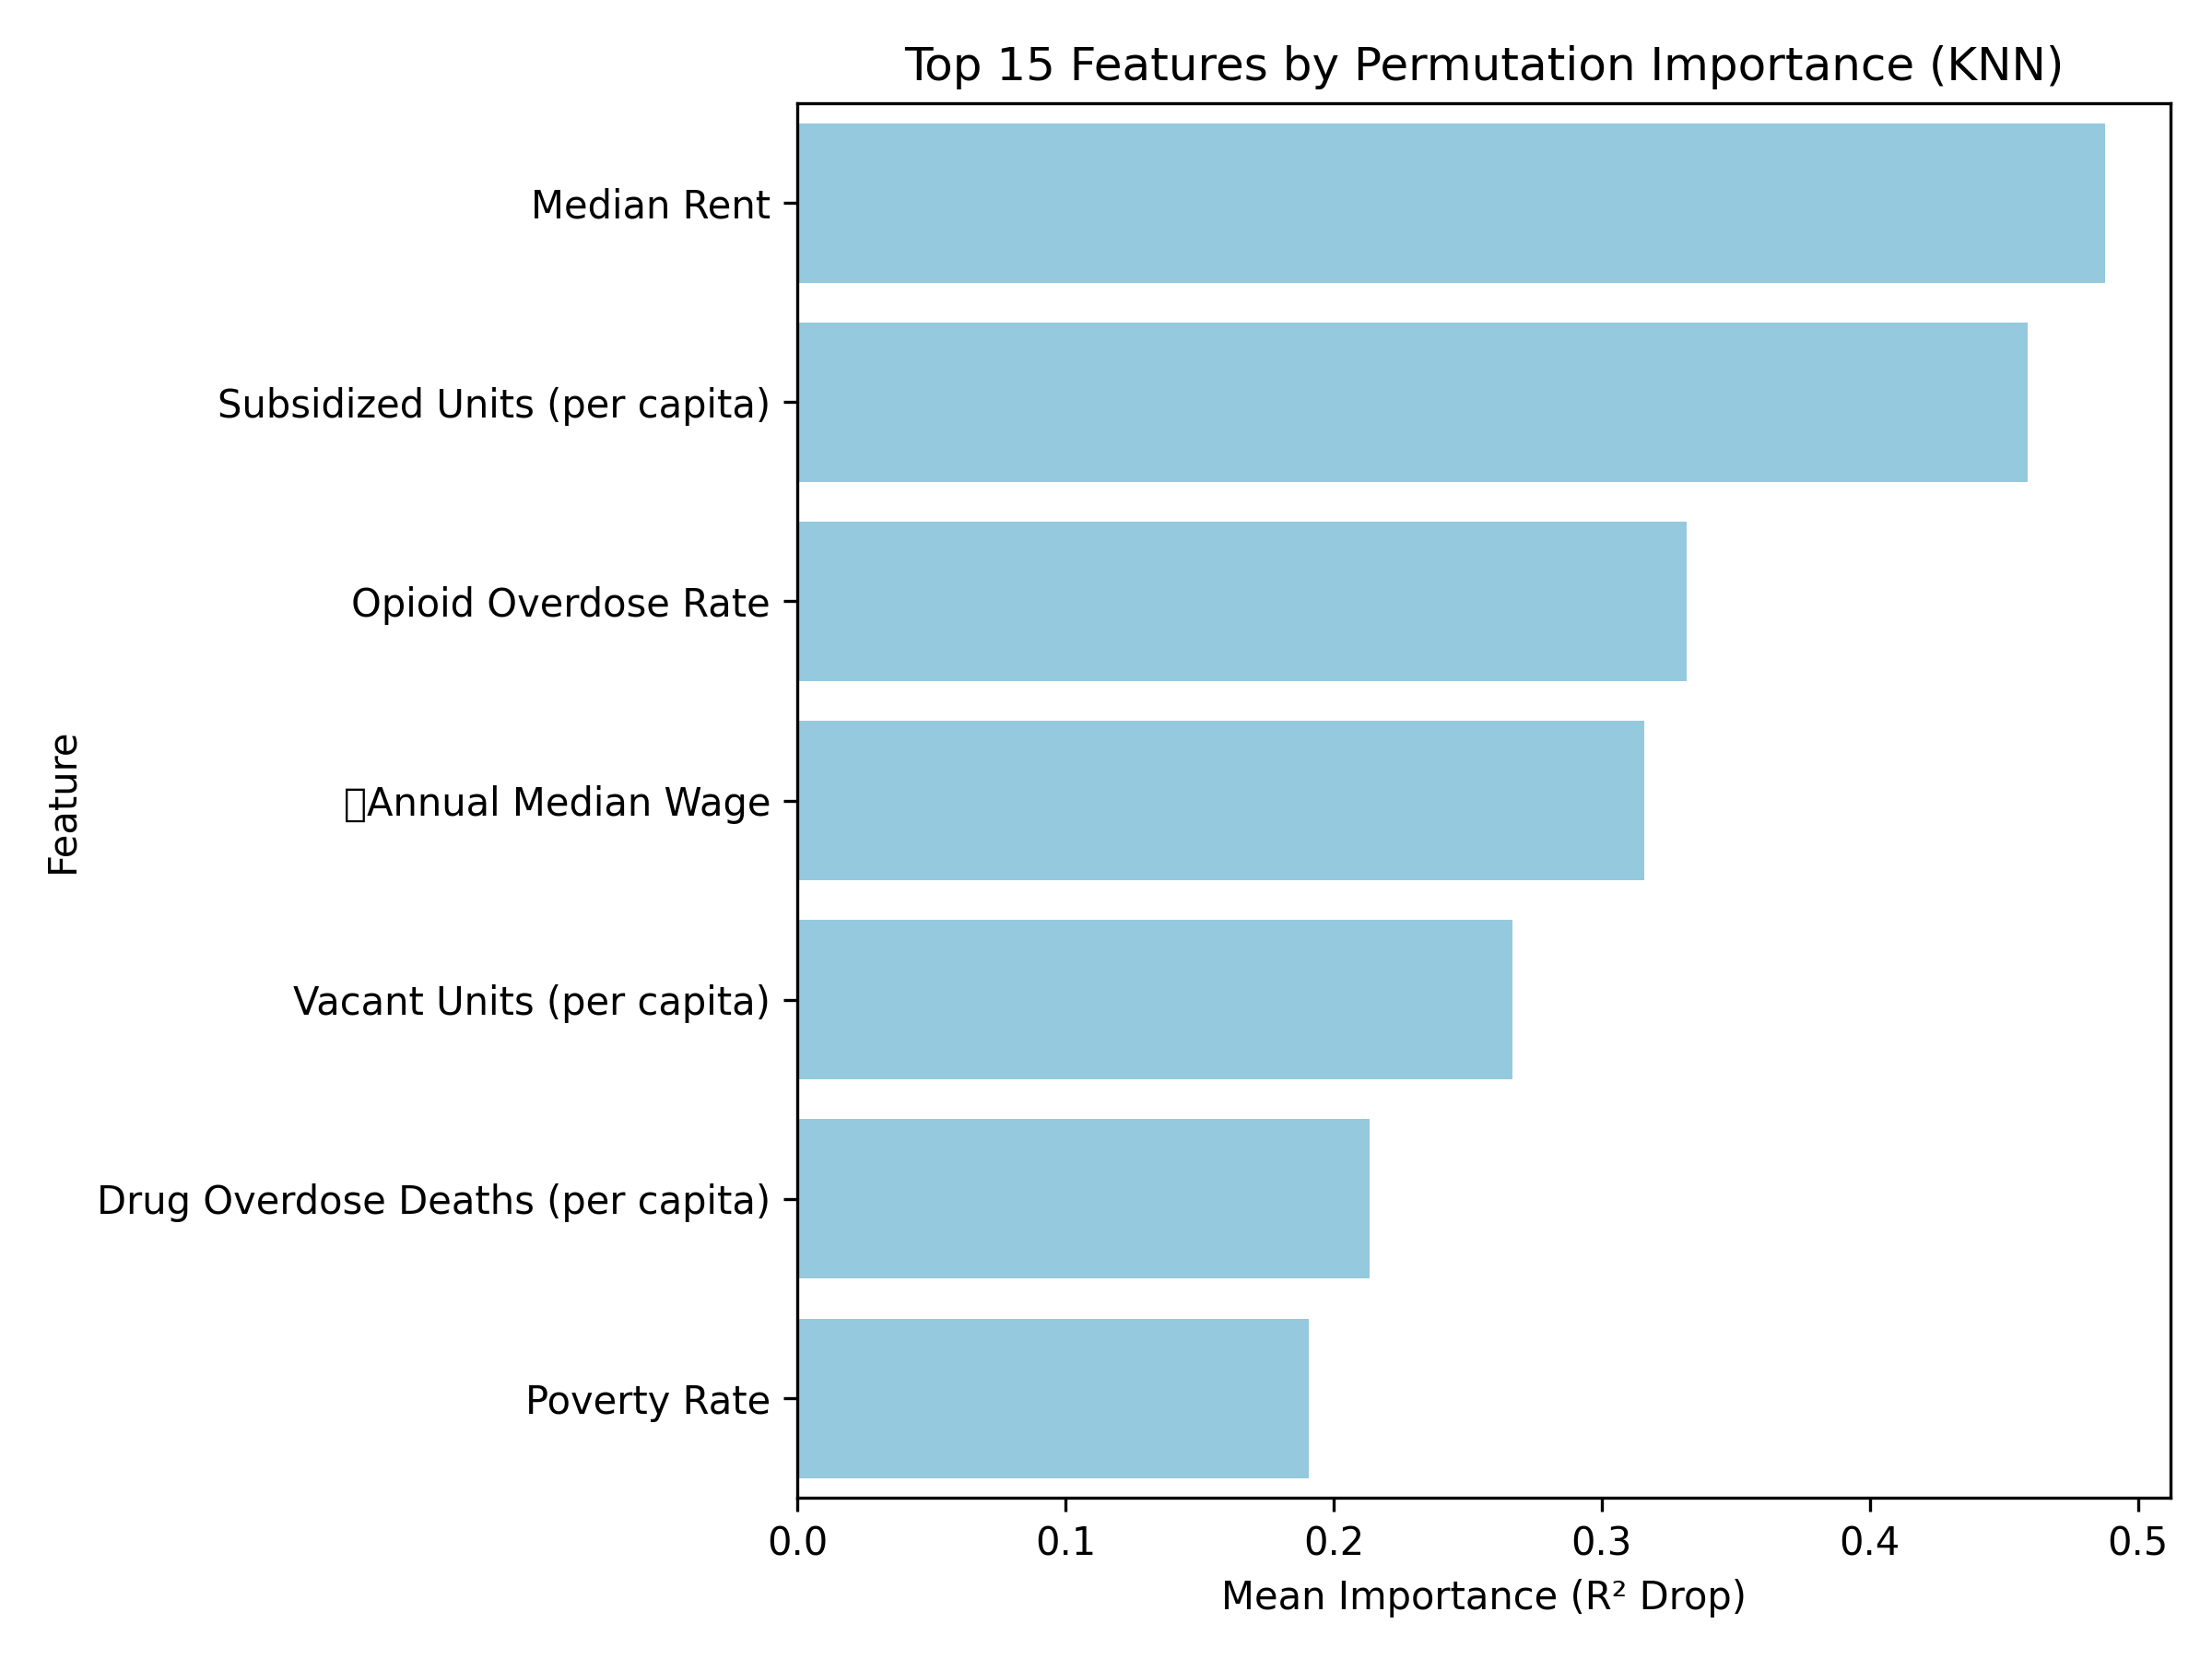 Top 15 Features by Permutation Importance (KNN)
Median Rent
Subsidized Units (per capita)
Opioid Overdose Rate
Annual Median Wage
Vacant Units (per capita)
Drug Overdose Deaths (per capita)
Poverty Rate
Feature
0.0 0.1 0.2 0.3 0.4 0.5
Mean Importance (R² Drop)